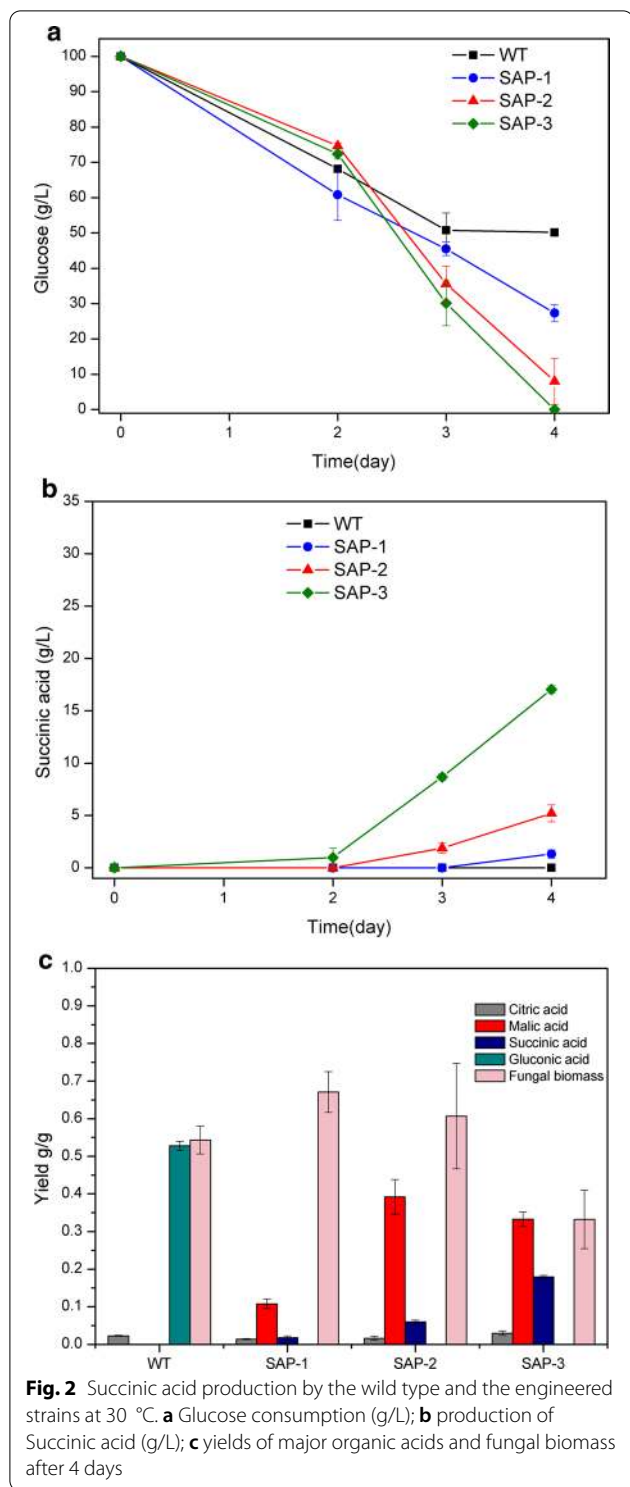 a
100
90
80
70
60
50
40
30
20
10
0
Glucose (g/L)
WT
SAP-1
SAP-2
SAP-3
0 1 2 3 4
Time(day)
b
35
30
25
20
15
10
5
0
Succinic acid (g/L)
WT
SAP-1
SAP-2
SAP-3
0 1 2 3 4
Time(day)
c
1.0
0.9
0.8
0.7
0.6
0.5
0.4
0.3
0.2
0.1
0.0
Yield g/g
Citric acid
Malic acid
Succinic acid
Gluconic acid
Fungal biomass
WT SAP-1 SAP-2 SAP-3
Fig. 2 Succinic acid production by the wild type and the engineered
strains at 30 °C. a Glucose consumption (g/L); b production of
Succinic acid (g/L); c yields of major organic acids and fungal biomass
after 4 days